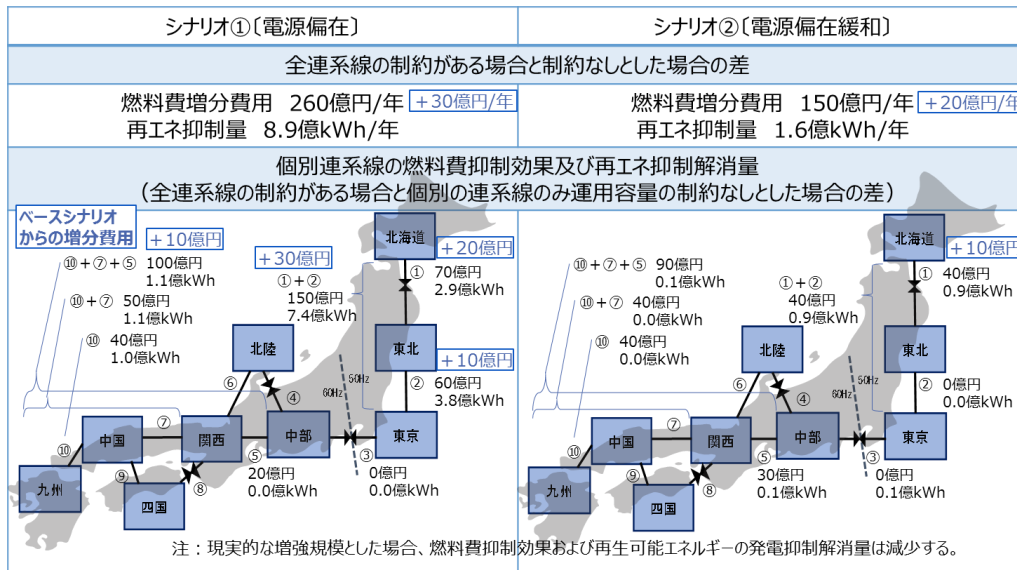 シナリオ①〔電源偏在〕
シナリオ②〔電源偏在緩和〕
全連系線の制約がある場合と制約なしとした場合の差
燃料費増分費用 260億円/年 ＋30億円/年
再エネ抑制量 8.9億kWh/年
燃料費増分費用 150億円/年 ＋20億円/年
再エネ抑制量 1.6億kWh/年
個別連系線の燃料費抑制効果及び再エネ抑制解消量
（全連系線の制約がある場合と個別の連系線のみ運用容量の制約なしとした場合の差）
ベースシナリオ
からの増分費用
＋10億円
⑩＋⑦＋⑤ 100億円
1.1億kWh
⑩＋⑦ 50億円
1.1億kWh
⑩ 40億円
1.0億kWh
＋30億円
①＋②
150億円
7.4億kWh
北海道
＋20億円
① 70億円
2.9億kWh
東北
＋10億円
② 60億円
3.8億kWh
北陸
⑥
④
60Hz
50Hz
東京
③
0億円
0.0億kWh
中部
⑤
20億円
0.0億kWh
関西
⑦
中国
⑧
⑨
四国
⑩
九州
⑩＋⑦＋⑤ 90億円
0.1億kWh
⑩＋⑦ 40億円
0.0億kWh
⑩ 40億円
0.0億kWh
①＋②
40億円
0.9億kWh
北海道
＋10億円
① 40億円
0.9億kWh
東北
② 0億円
0.0億kWh
北陸
⑥
④
60Hz
50Hz
東京
③
0億円
0.1億kWh
中部
⑤
30億円
0.1億kWh
関西
⑦
中国
⑧
⑨
四国
⑩
九州
注：現実的な増強規模とした場合、燃料費抑制効果および再生可能エネルギーの発電抑制解消量は減少する。